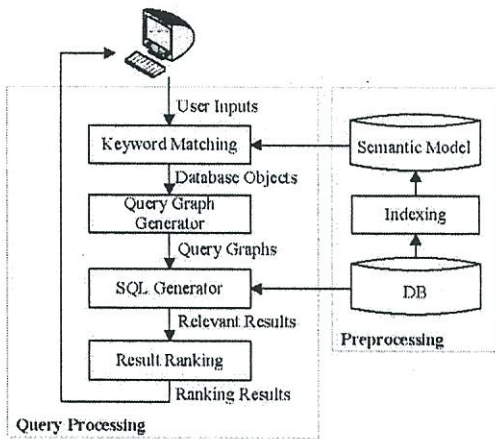 User Inputs
Keyword Matching
Database Objects
Query Graph
Generator
Query Graphs
SQL Generator
Relevant Results
Result Ranking
Ranking Results
Query Processing
Semantic Model
Indexing
DB
Preprocessing